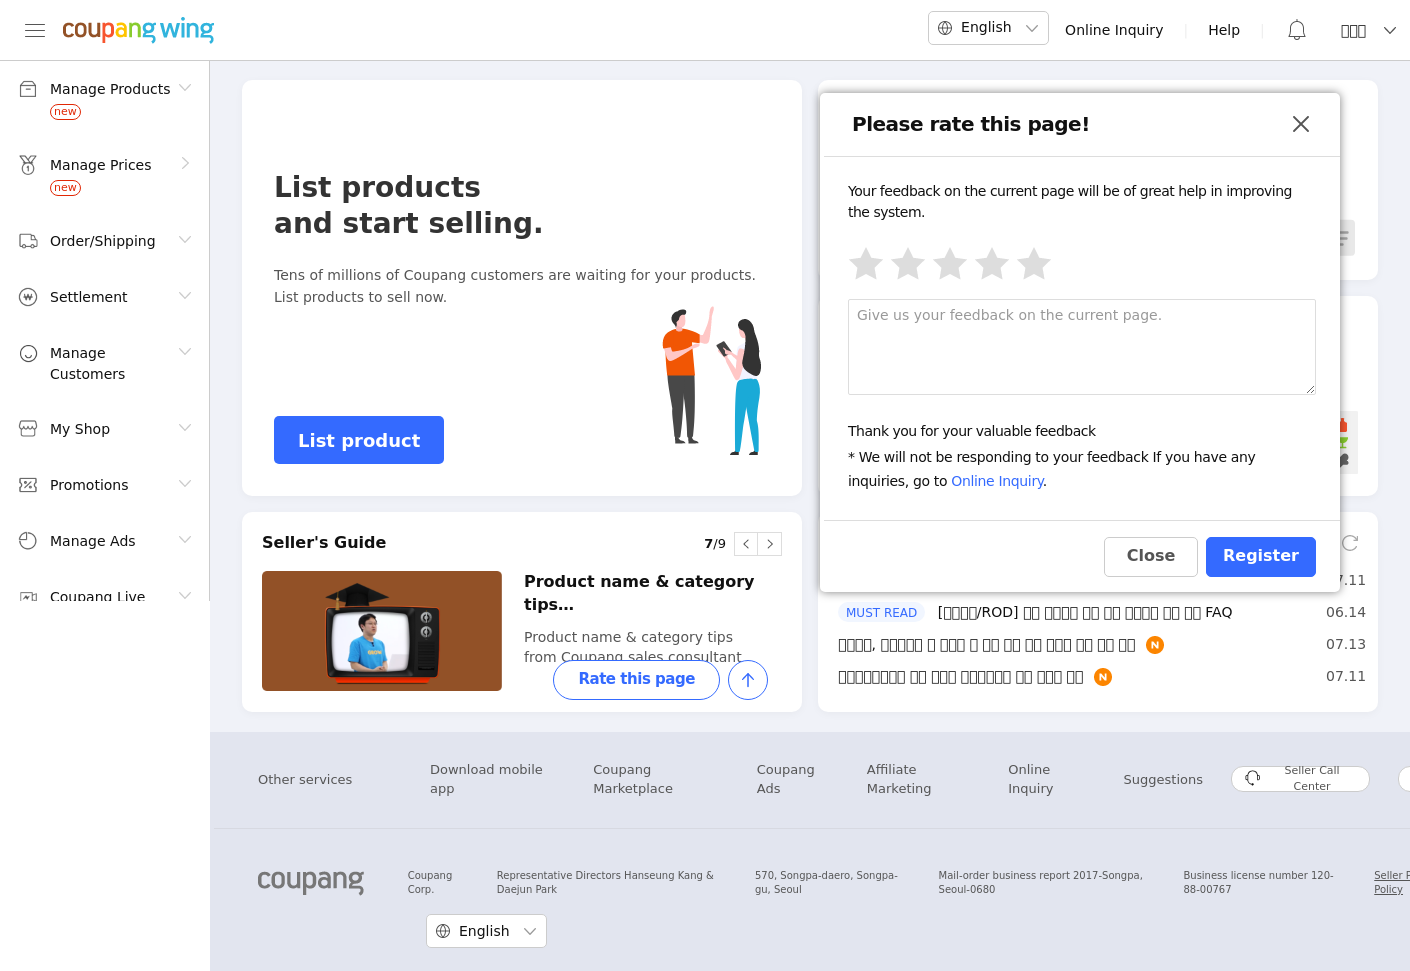 coupang wing
English
Online Inquiry
Help
Manage Products
new
Manage Prices
new
Order/Shipping
Settlement
Manage
Customers
My Shop
Promotions
Manage Ads
Coupang Live
List products
and start selling.
Tens of millions of Coupang customers are waiting for your products.
List products to sell now.
List product
Please rate this page!
Your feedback on the current page will be of great help in improving
the system.
Give us your feedback on the current page.
Thank you for your valuable feedback
* We will not be responding to your feedback If you have any
inquiries, go to Online Inquiry.
Close
Register
Seller's Guide
7/9
Product name & category
tips...
Product name & category tips
from Coupang sales consultant
Rate this page
07.11
MUST READ
/ROD] FAQ
06.14
N
07.13
N
07.11
Other services
Download mobile
app
Coupang
Marketplace
Coupang
Ads
Affiliate
Marketing
Online
Inquiry
Suggestions
Seller Call
Center
coupang
Coupang
Corp.
Representative Directors Hanseung Kang &
Daejun Park
570, Songpa-daero, Songpa-
gu, Seoul
Mail-order business report 2017-Songpa,
Seoul-0680
Business license number 120-
88-00767
Seller
Policy
English